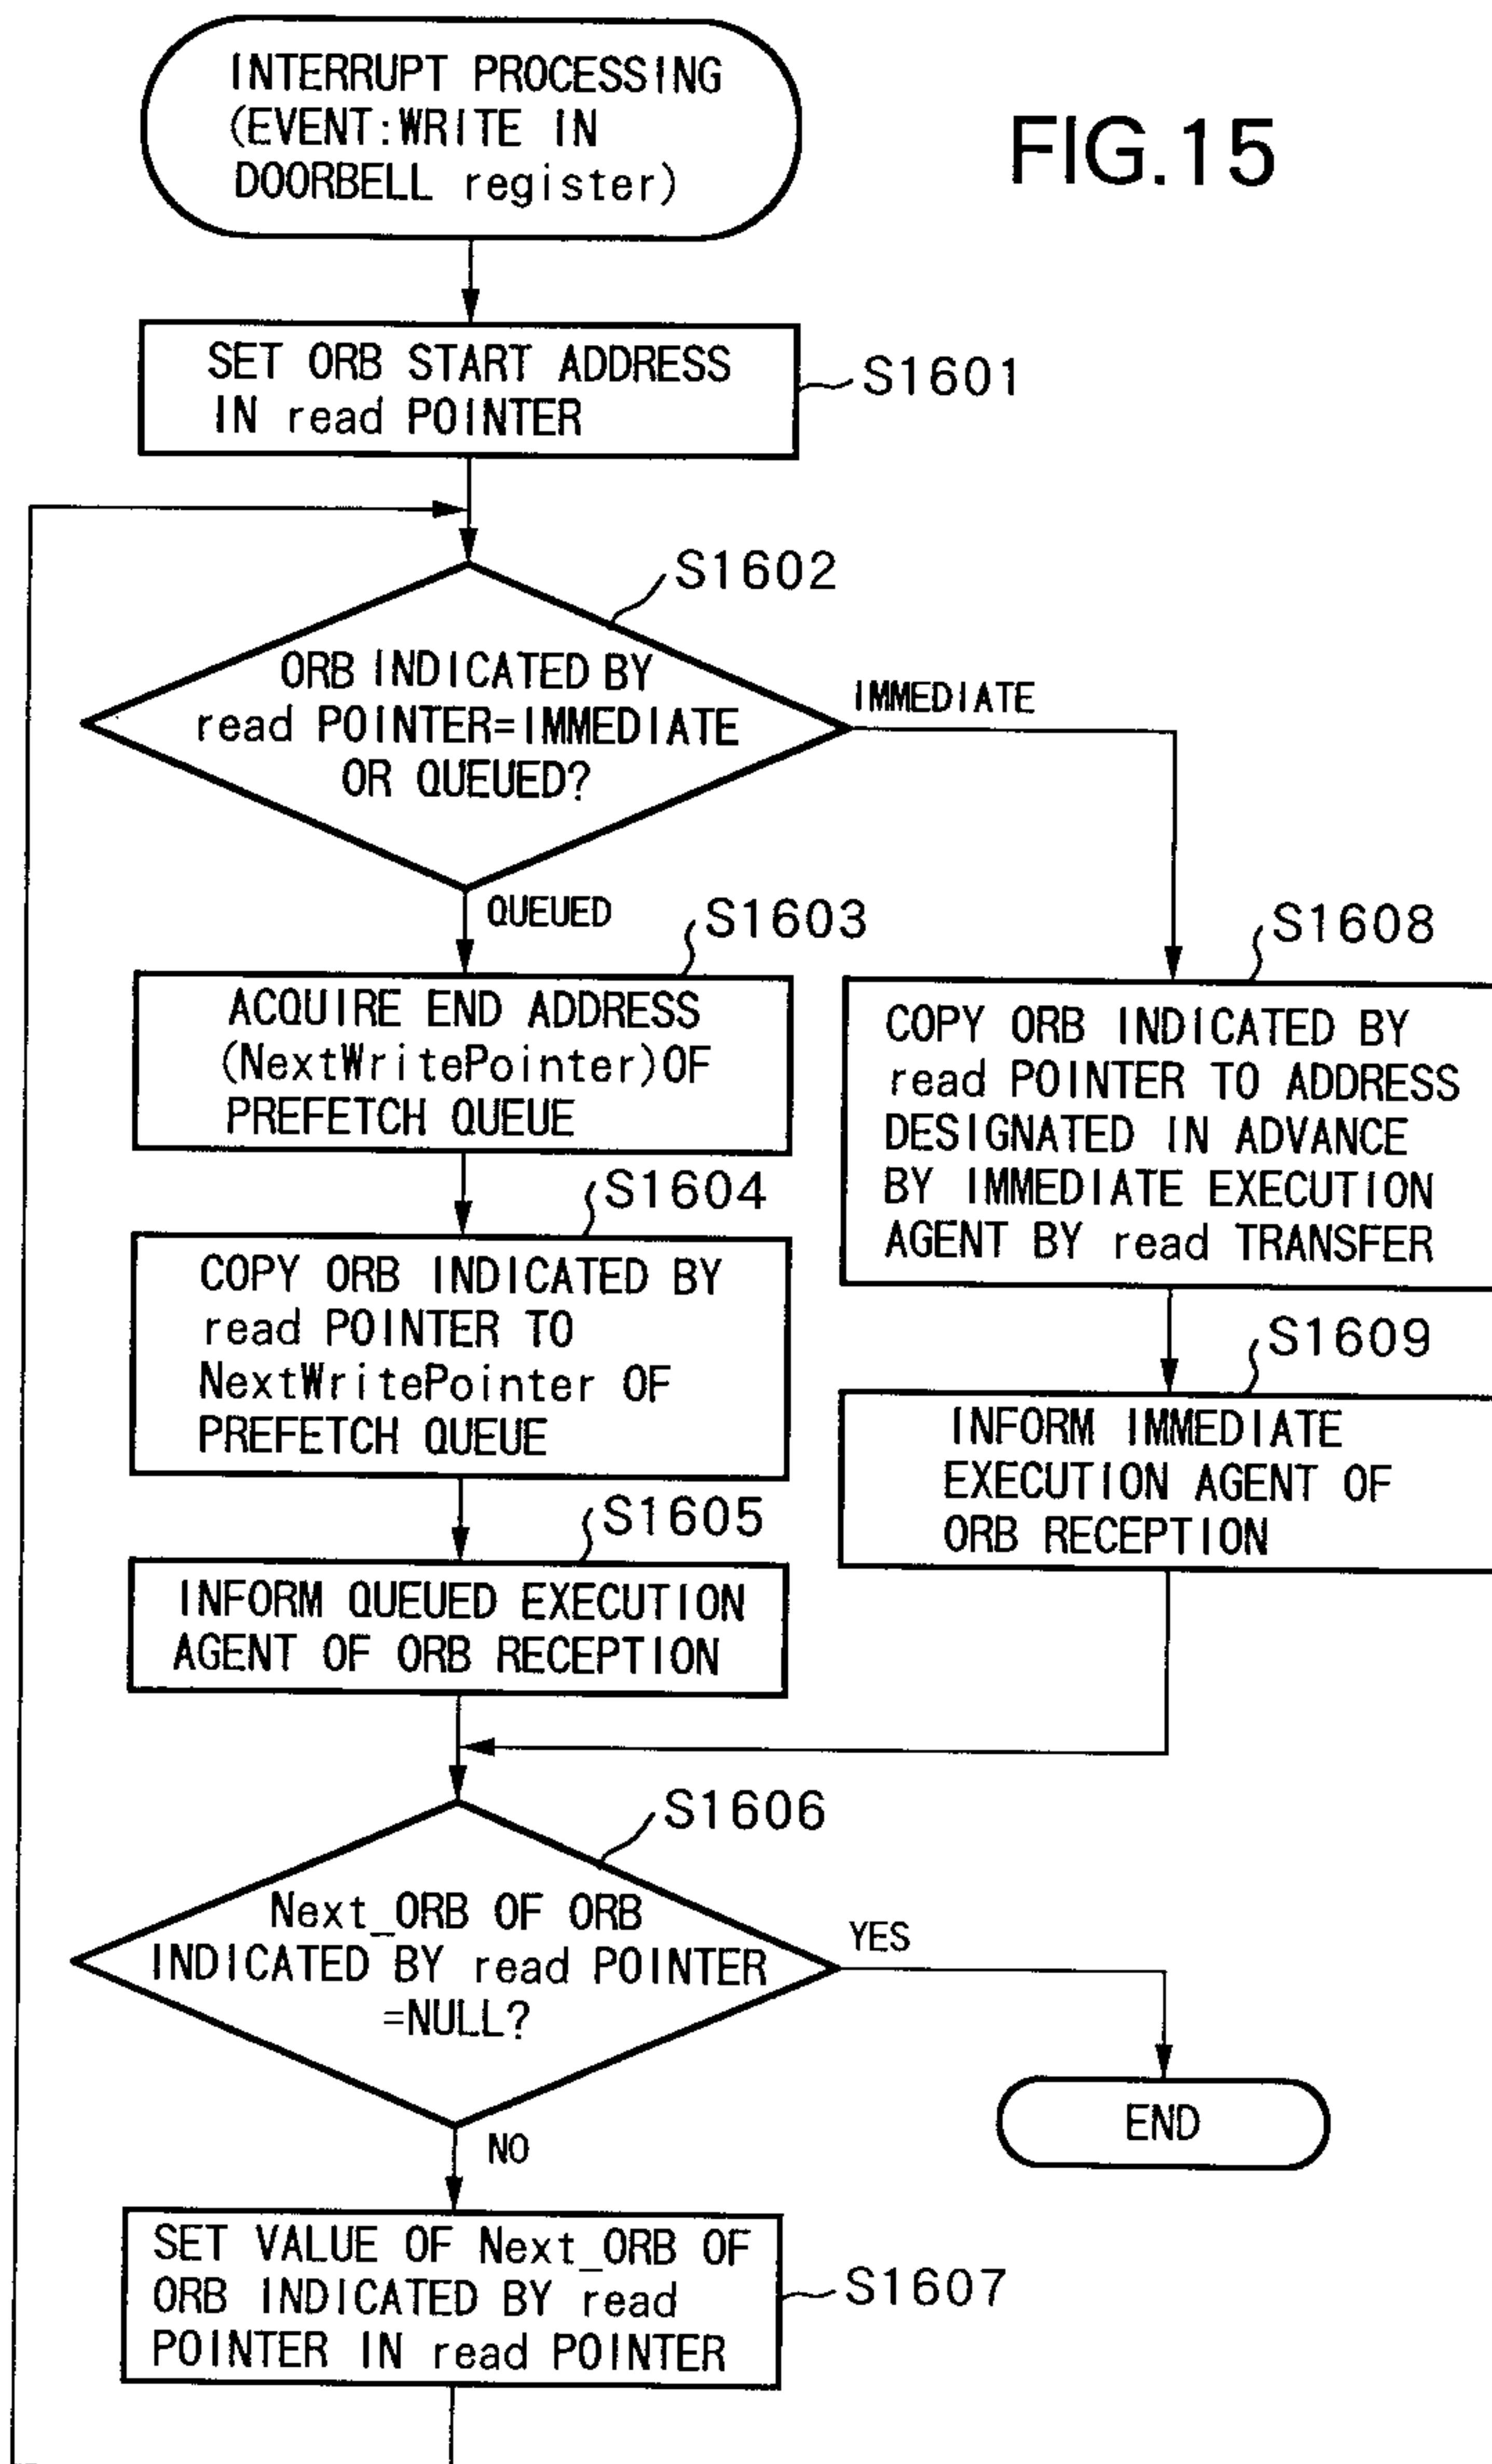 INTERRUPT PROCESSING
(EVENT:WRITE IN
DOORBELL register)
FIG.15
SET ORB START ADDRESS
IN read POINTER
S1601
S1602
ORB INDICATED BY
read POINTER=IMMEDIATE
OR QUEUED?
IMMEDIATE
QUEUED
S1603
ACQUIRE END ADDRESS
(NextWritePointer)OF
PREFETCH QUEUE
S1608
COPY ORB INDICATED BY
read POINTER TO ADDRESS
DESIGNATED IN ADVANCE
BY IMMEDIATE EXECUTION
AGENT BY read TRANSFER
S1604
COPY ORB INDICATED BY
read POINTER TO
NextWritePointer OF
PREFETCH QUEUE
S1609
INFORM IMMEDIATE
EXECUTION AGENT OF
ORB RECEPTION
S1605
INFORM QUEUED EXECUTION
AGENT OF ORB RECEPTION
S1606
Next_ORB OF ORB
INDICATED BY read POINTER
=NULL?
YES
END
NO
SET VALUE OF Next_ORB OF
ORB INDICATED BY read
POINTER IN read POINTER
S1607